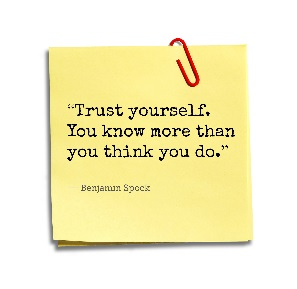 “Trust yourself.
You know more than
you think you do.”
Benjamin Spock